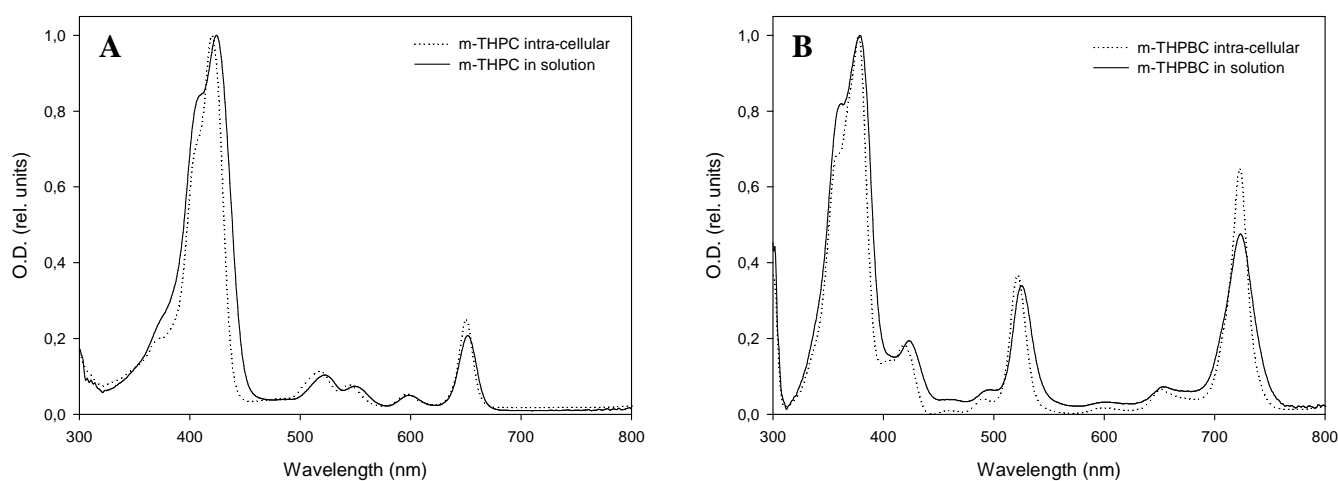 A
m-THPC intra-cellular
m-THPC in solution
O.D. (rel. units)
1,0
0,8
0,6
0,4
0,2
0,0
300 400 500 600 700 800
Wavelength (nm)
B
m-THPBC intra-cellular
m-THPBC in solution
O.D. (rel. units)
1,0
0,8
0,6
0,4
0,2
0,0
300 400 500 600 700 800
Wavelength (nm)